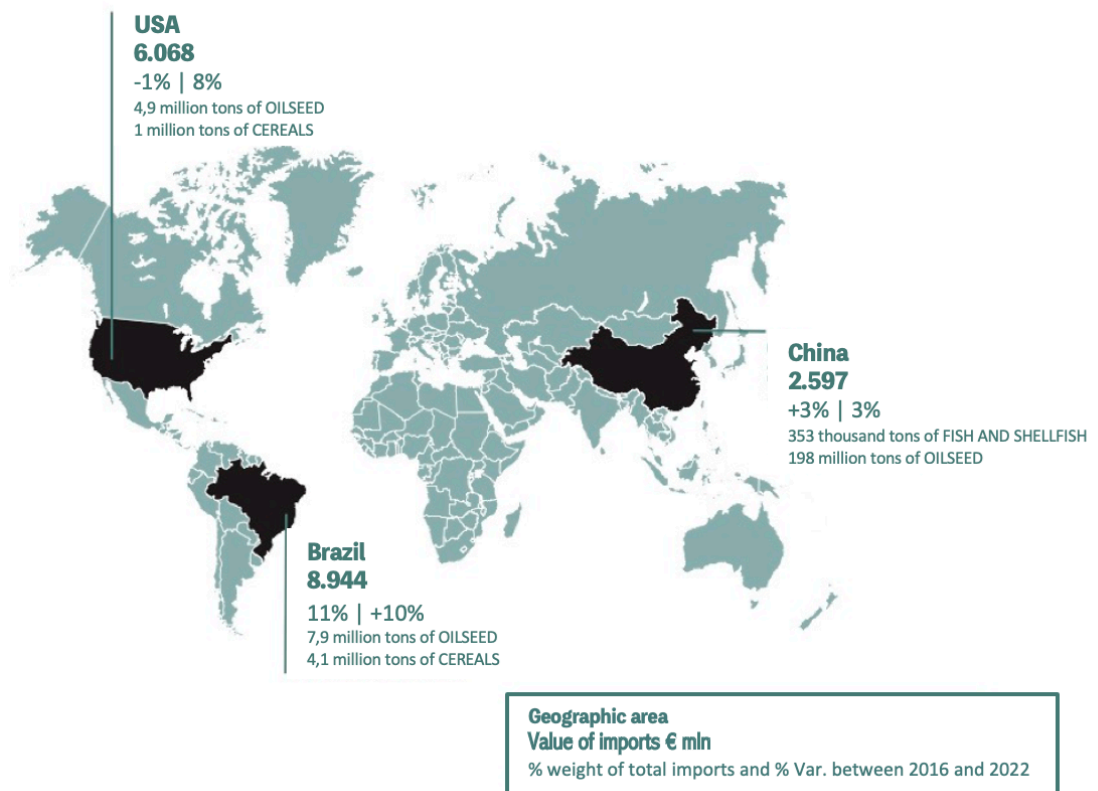 USA
6.068
-1% | 8%
4,9 million tons of OILSEED
1 million tons of CEREALS
China
2.597
+3% | 3%
353 thousand tons of FISH AND SHELLFISH
198 million tons of OILSEED
Brazil
8.944
11% | +10%
7,9 million tons of OILSEED
4,1 million tons of CEREALS
Geographic area
Value of imports € mln
% weight of total imports and % Var. between 2016 and 2022